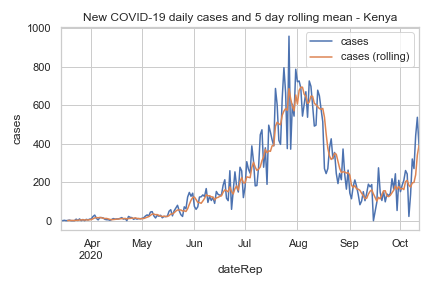 New COVID-19 daily cases and 5 day rolling mean - Kenya
cases
cases (rolling)
1000
800
600
400
200
0
cases
Apr
2020
May
Jun
Jul
Aug
Sep
Oct
dateRep